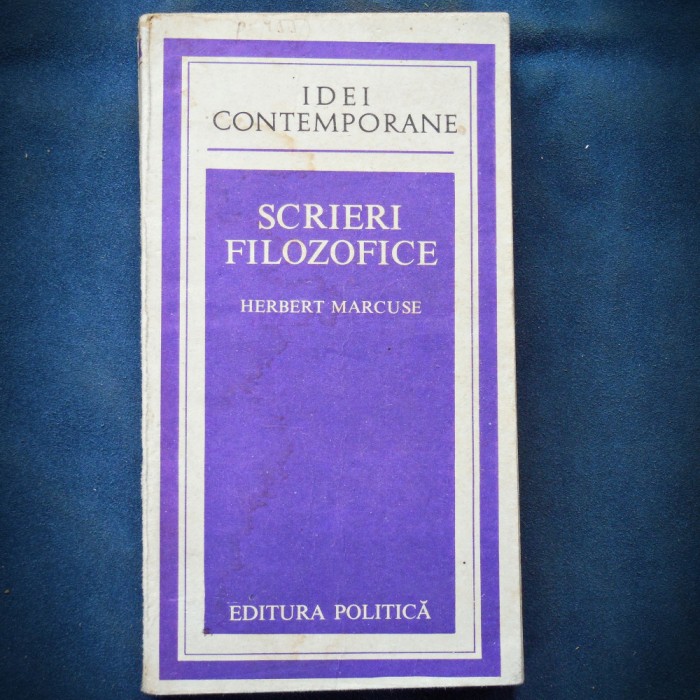 IDEI
CONTEMPORANE
SCRIERI
FILOZOFICE
HERBERT MARCUSE
EDITURA POLITICĂ